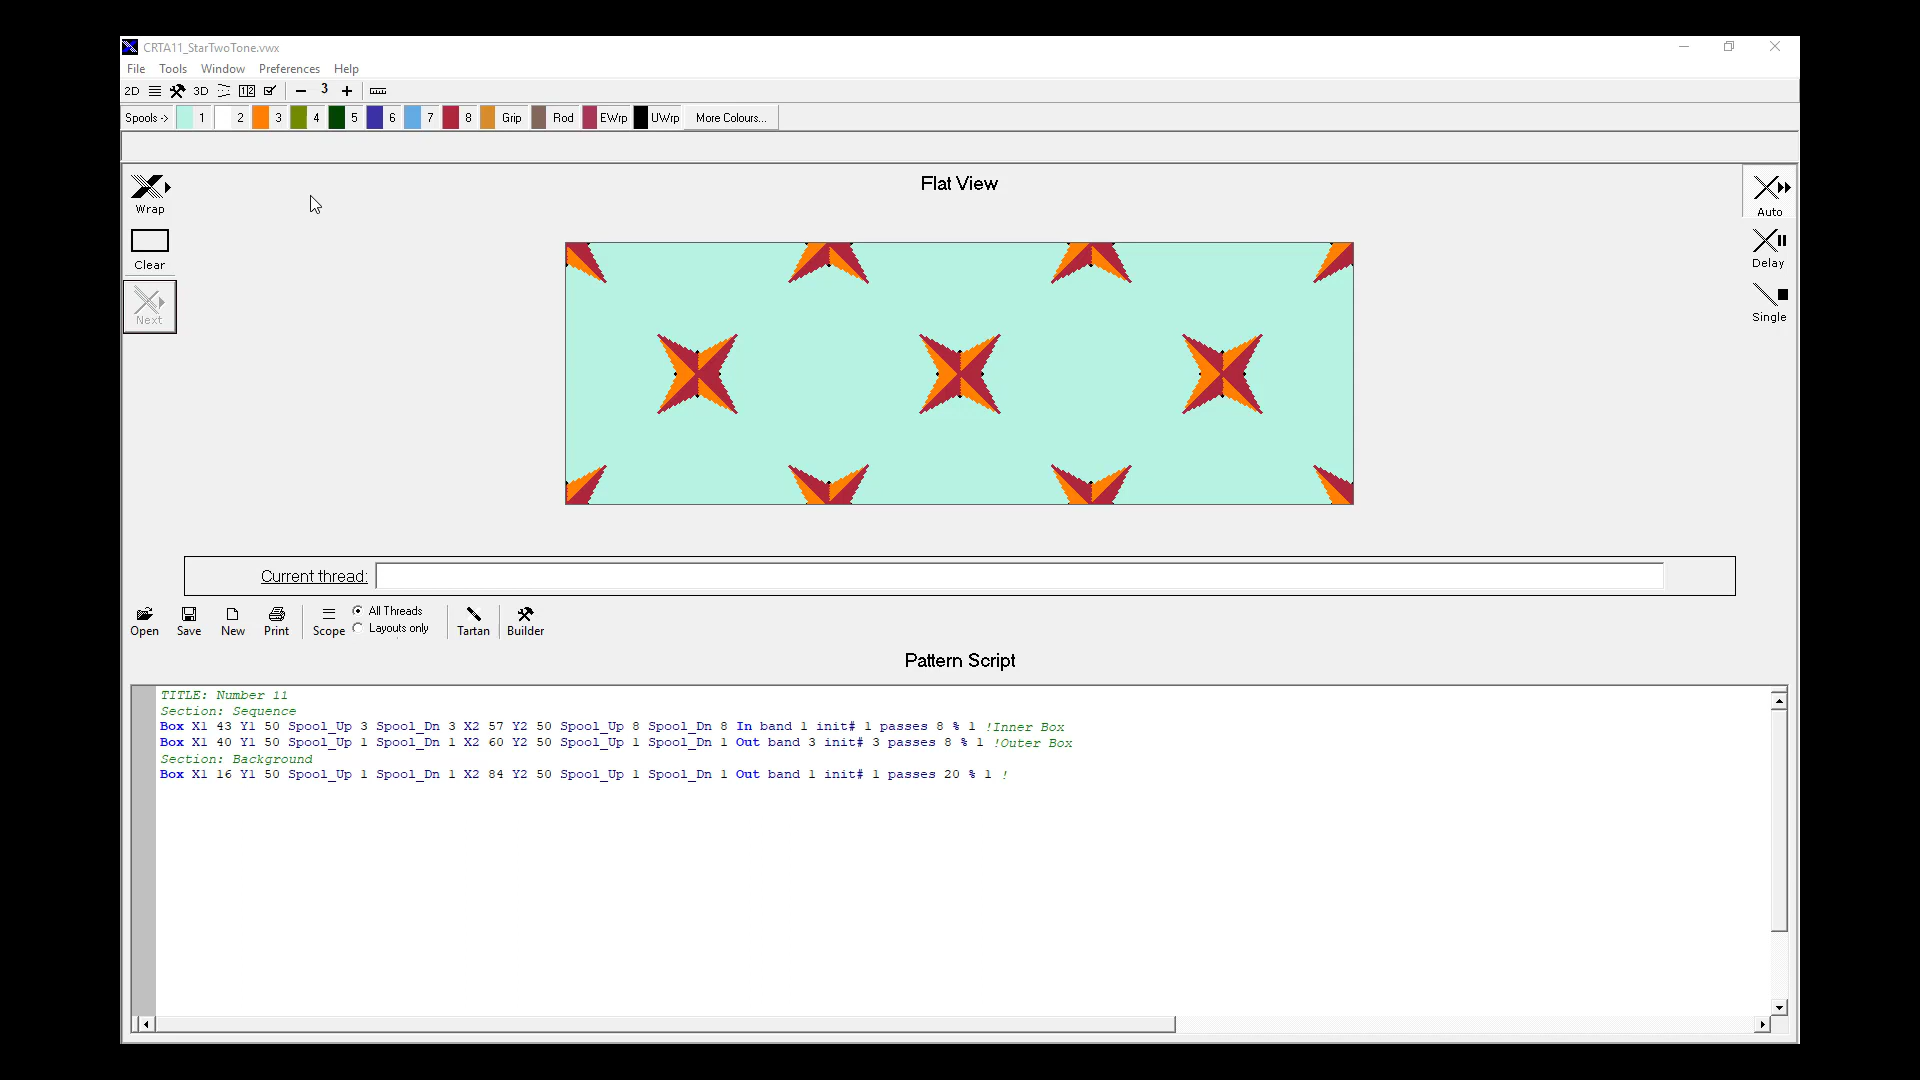 CRTA11_StarTwoTone.vwx
File Tools Window Preferences Help
2D 3D 1 2 3
Spools -> 1 2 3 4 5 6 7 8 Grip Rod EWrp UWrp More Colours...
Wrap
Flat View
Auto
Clear
Delay
Next
Single
Current thread:
Open Save New Print Scope All Threads Layouts only Tartan Builder
Pattern Script
TITLE: Number 11
Section: Sequence
Box X1 43 Y1 50 Spool_Up 3 Spool_Dn 3 X2 57 Y2 50 Spool_Up 8 Spool_Dn 8 In band 1 init# 1 passes 8 % 1 !Inner Box
Box X1 40 Y1 50 Spool_Up 1 Spool_Dn 1 X2 60 Y2 50 Spool_Up 1 Spool_Dn 1 Out band 3 init# 3 passes 8 % 1 !Outer Box
Section: Background
Box X1 16 Y1 50 Spool_Up 1 Spool_Dn 1 X2 84 Y2 50 Spool_Up 1 Spool_Dn 1 Out band 1 init# 1 passes 20 % 1 !